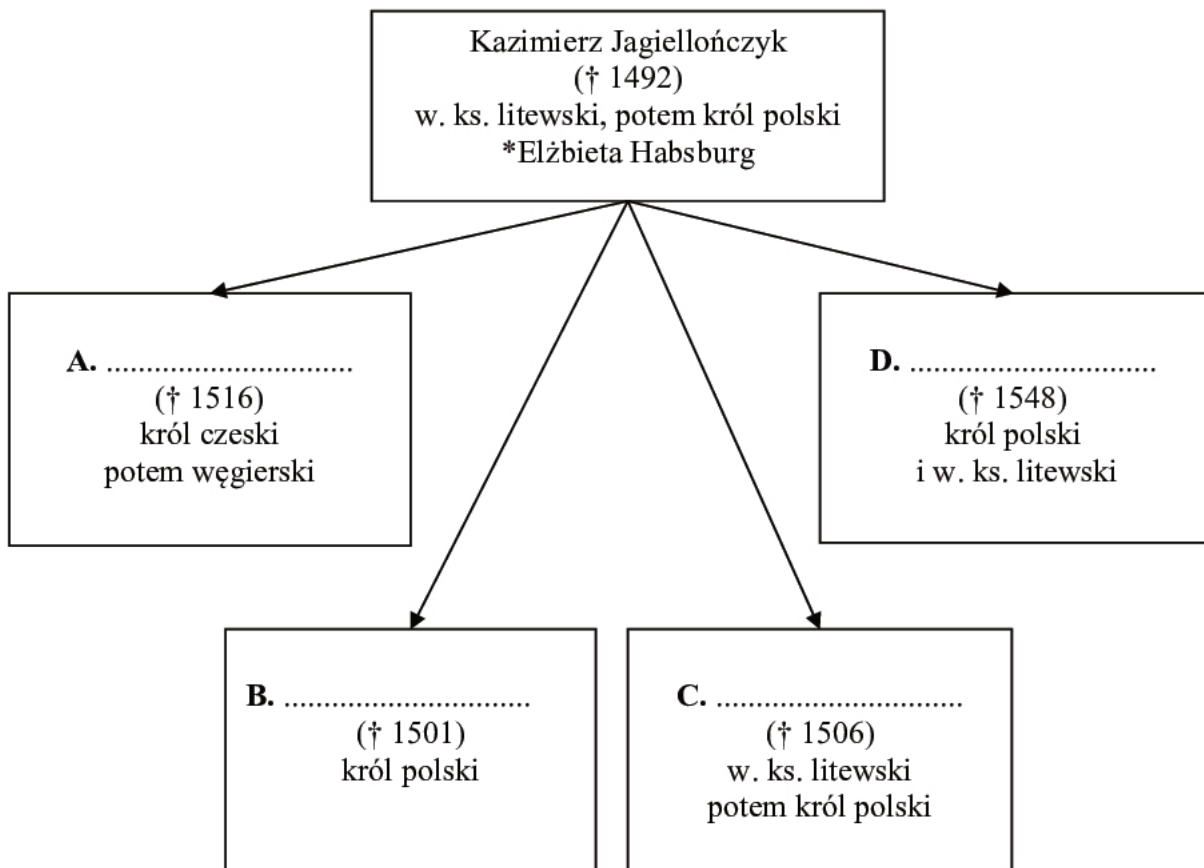 Kazimierz Jagiellończyk
(† 1492)
w. ks. litewski, potem król polski
*Elżbieta Habsburg
A. ...............................
(† 1516)
król czeski
potem węgierski
D. ...............................
(† 1548)
król polski
i w. ks. litewski
B. ...............................
(† 1501)
król polski
C. ...............................
(† 1506)
w. ks. litewski
potem król polski